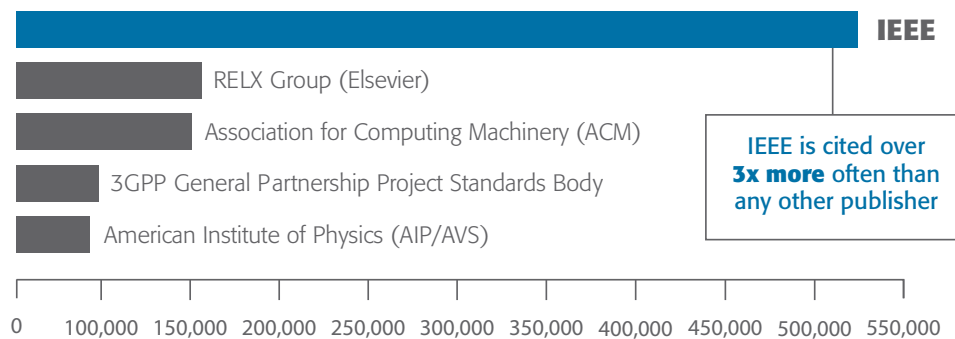 IEEE
RELX Group (Elsevier)
Association for Computing Machinery (ACM)
3GPP General Partnership Project Standards Body
American Institute of Physics (AIP/AVS)
IEEE is cited over
3x more often than
any other publisher
0 100,000 150,000 200,000 250,000 300,000 350,000 400,000 450,000 500,000 550,000